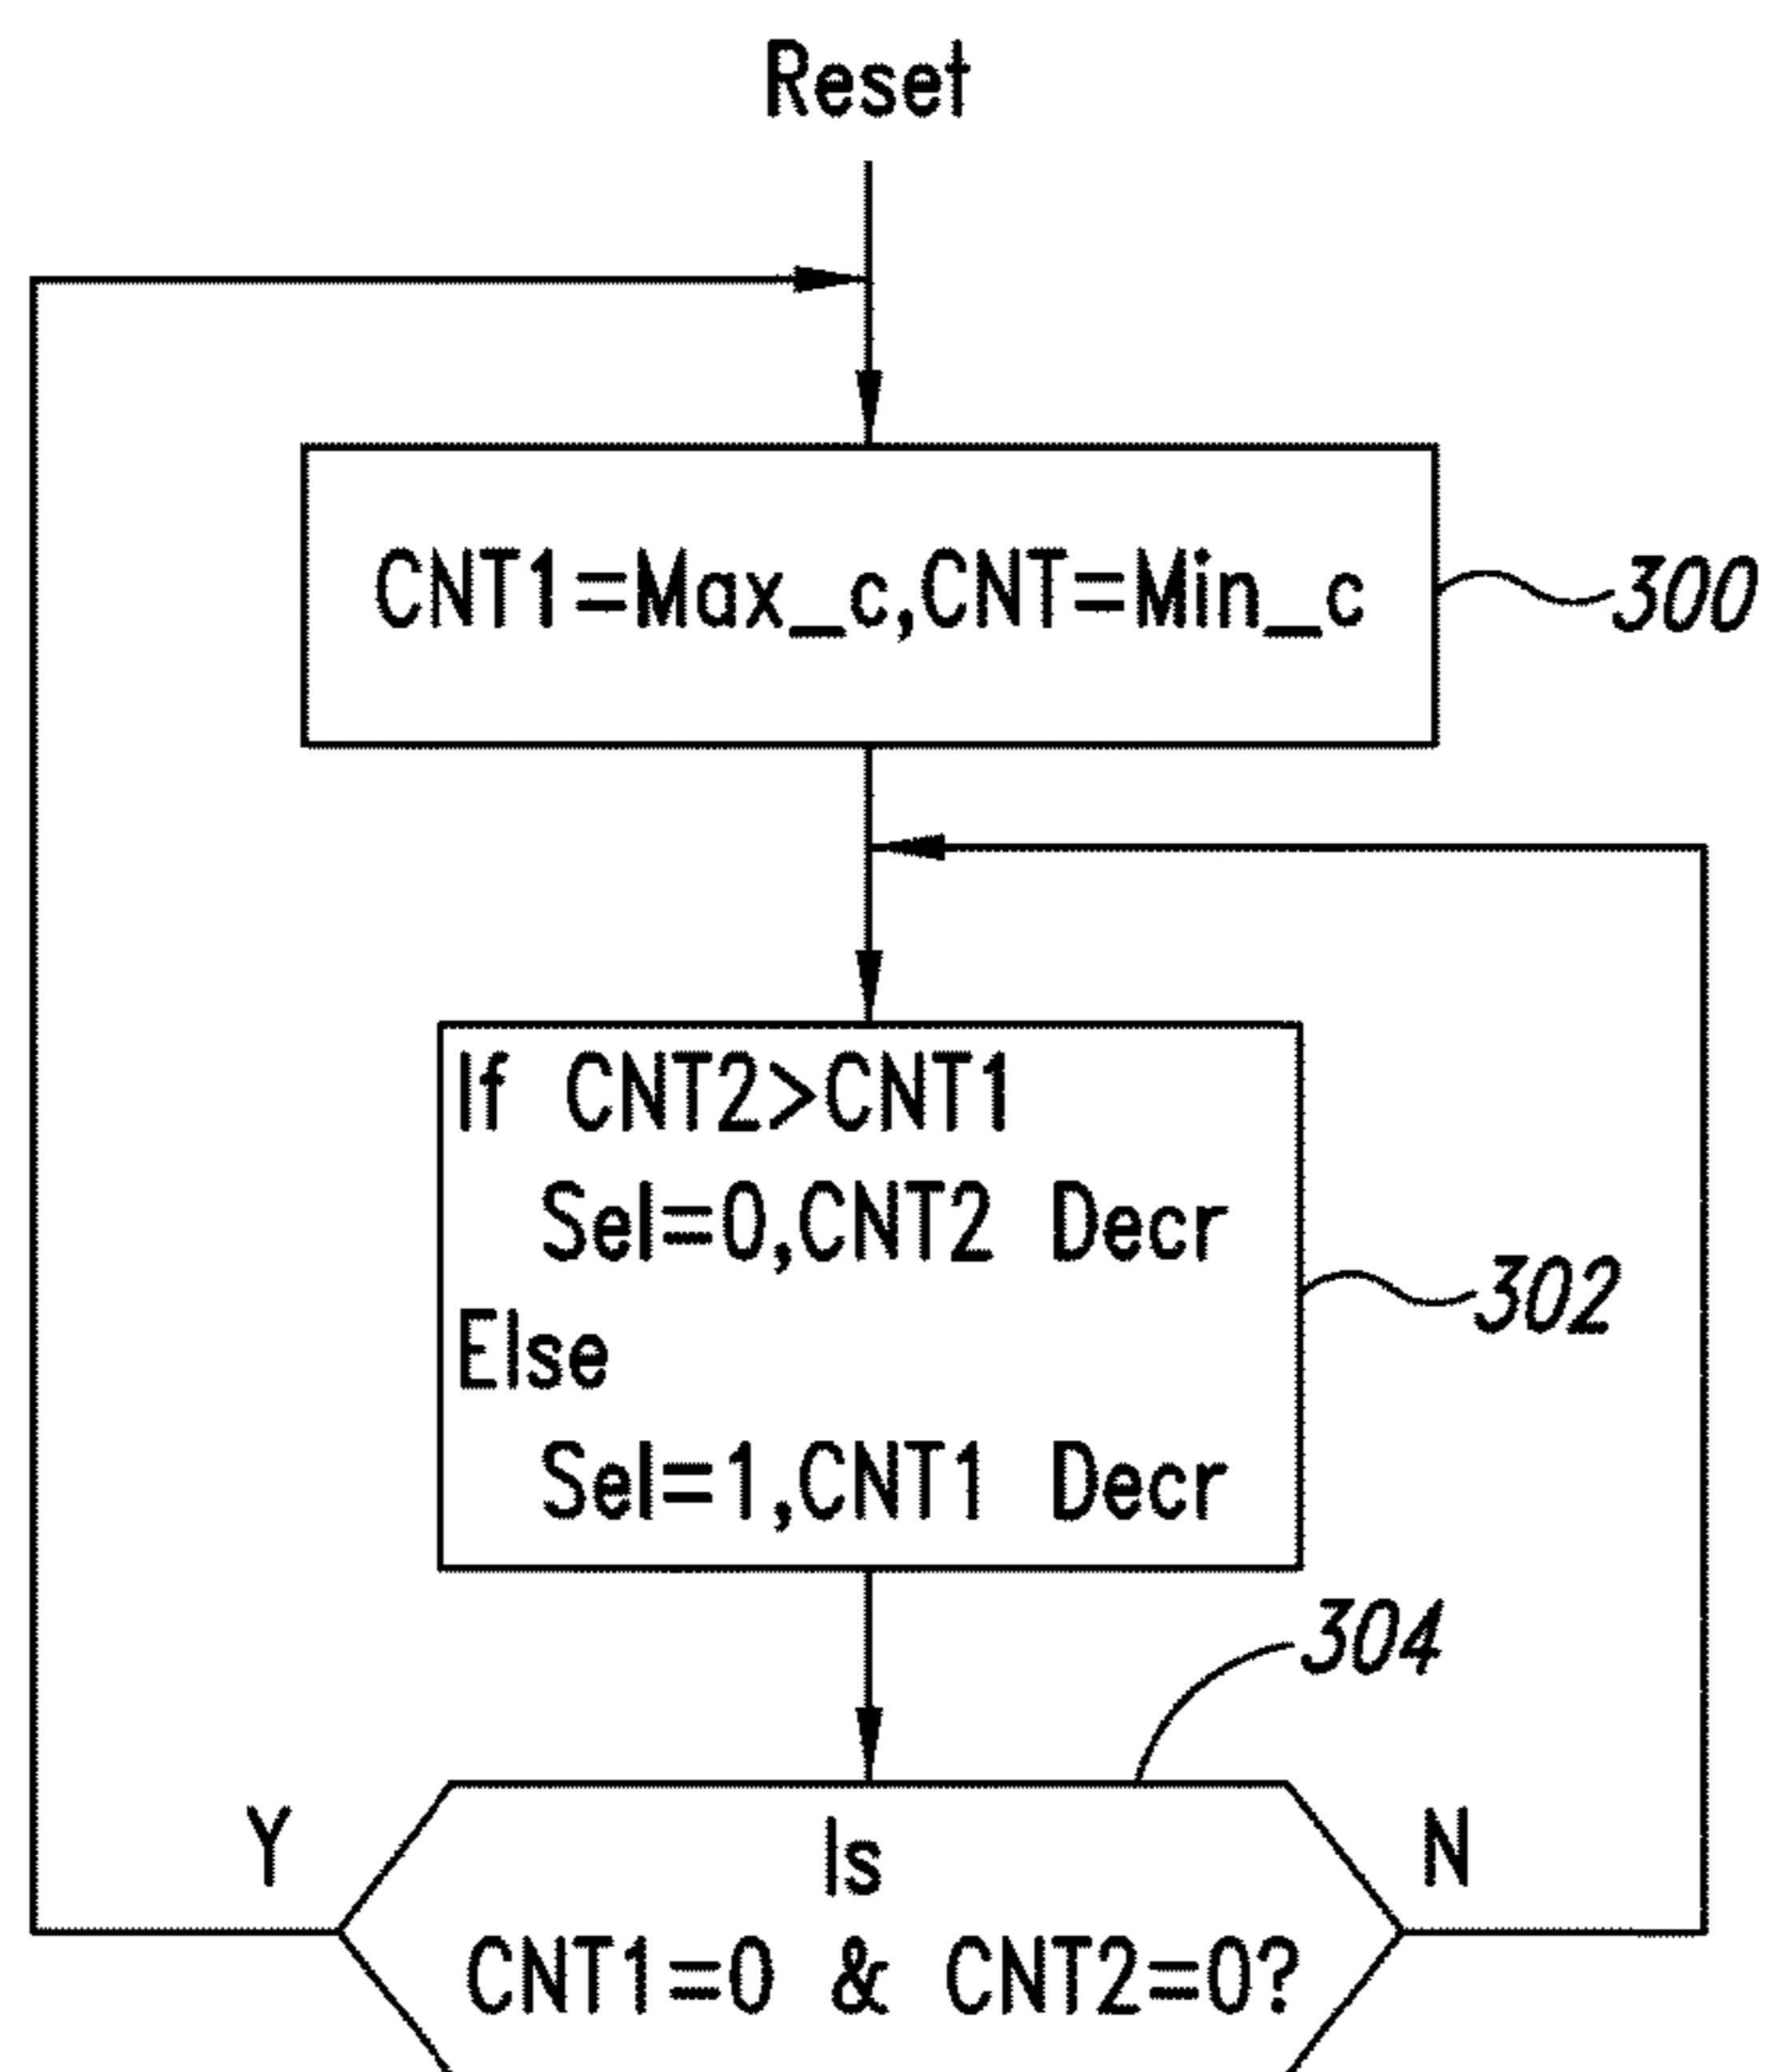 Reset
CNT1=Max_c,CNT=Min_c
300
If CNT2>CNT1
Sel=0,CNT2 Decr
Else
Sel=1,CNT1 Decr
302
304
Y
Is
N
CNT1=0 & CNT2=0?